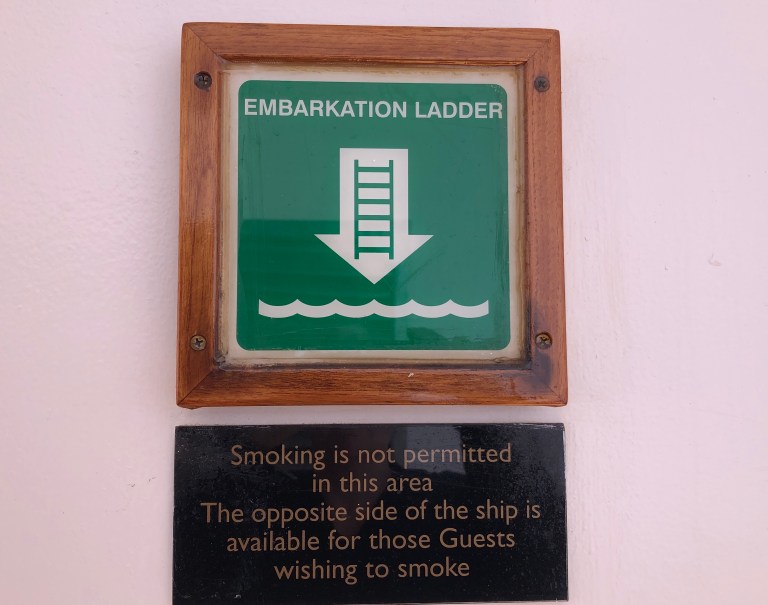 EMBARKATION LADDER
Smoking is not permitted
in this area
The opposite side of the ship is
available for those Guests
wishing to smoke